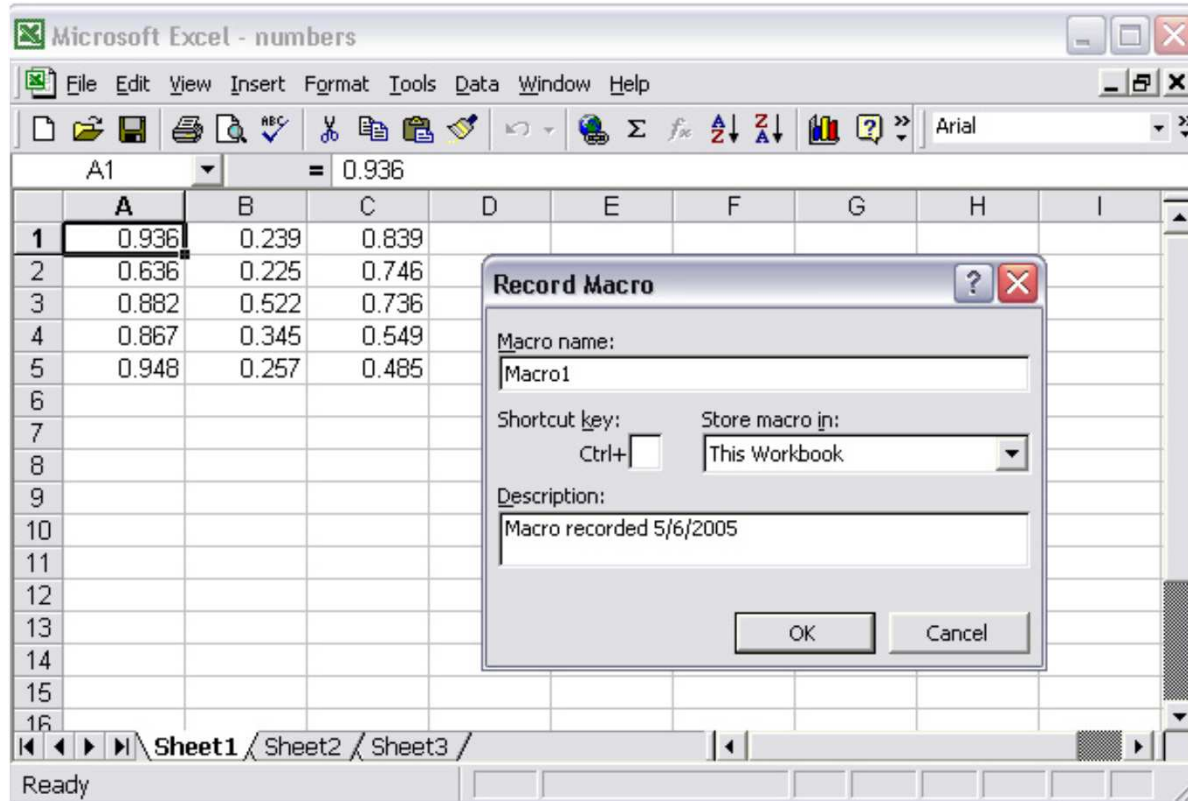 Microsoft Excel - numbers
File Edit View Insert Format Tools Data Window Help
ABC Σ fx A Z Z A ? » Arial
A1 = 0.936
A B C D E F G H I
1 0.936 0.239 0.839
2 0.636 0.225 0.746
3 0.882 0.522 0.736
4 0.867 0.345 0.549
5 0.948 0.257 0.485
6
7
8
9
10
11
12
13
14
15
16
Record Macro ?
Macro name:
Macro1
Shortcut key: Store macro in:
Ctrl+ This Workbook
Description:
Macro recorded 5/6/2005
OK Cancel
Sheet1 Sheet2 Sheet3
Ready